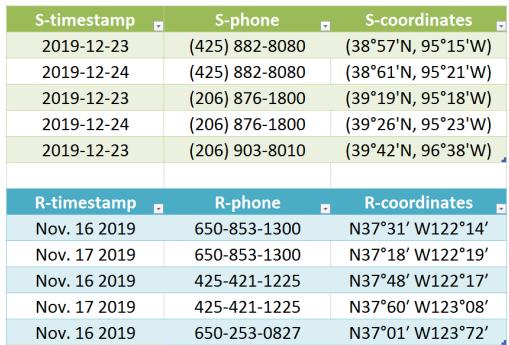 S-timestamp S-phone S-coordinates
2019-12-23 (425) 882-8080 (38°57'N, 95°15'W)
2019-12-24 (425) 882-8080 (38°61'N, 95°21'W)
2019-12-23 (206) 876-1800 (39°19'N, 95°18'W)
2019-12-24 (206) 876-1800 (39°26'N, 95°23'W)
2019-12-23 (206) 903-8010 (39°42'N, 96°38'W)
R-timestamp R-phone R-coordinates
Nov. 16 2019 650-853-1300 N37°31′ W122°14′
Nov. 17 2019 650-853-1300 N37°18′ W122°19′
Nov. 16 2019 425-421-1225 N37°48′ W122°17′
Nov. 17 2019 425-421-1225 N37°60′ W123°08′
Nov. 16 2019 650-253-0827 N37°01′ W123°72′